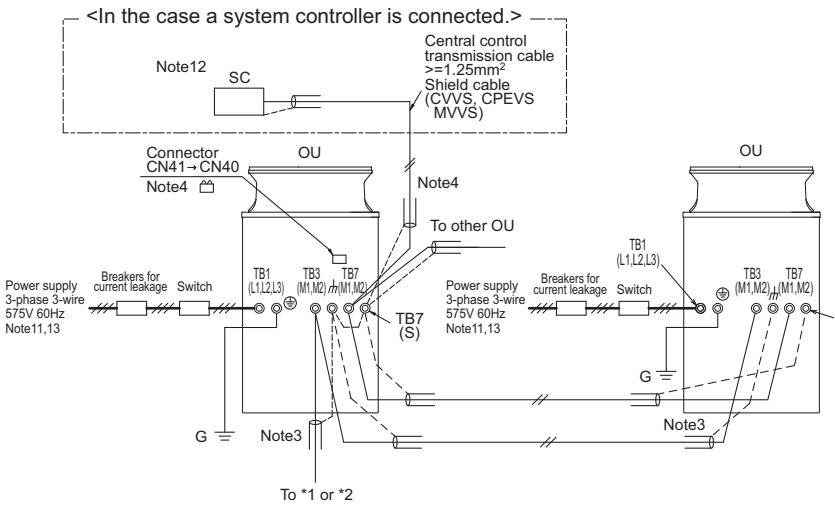 <In the case a system controller is connected.>
Note12
SC
Central control
transmission cable
>=1.25mm²
Shield cable
(CVVS, CPEVS
MVVS)
Connector
CN41→CN40
Note4
OU
Note4
To other OU
OU
Power supply
3-phase 3-wire
575V 60Hz
Note11,13
Breakers for
current leakage
Switch
TB1
(L1,L2,L3)
TB3
(M1,M2)
TB7
(M1,M2)
TB7
(S)
Power supply
3-phase 3-wire
575V 60Hz
Note11,13
Breakers for
current leakage
Switch
TB1
(L1,L2,L3)
TB3
(M1,M2)
TB7
(M1,M2)
G
Note3
G
Note3
To *1 or *2